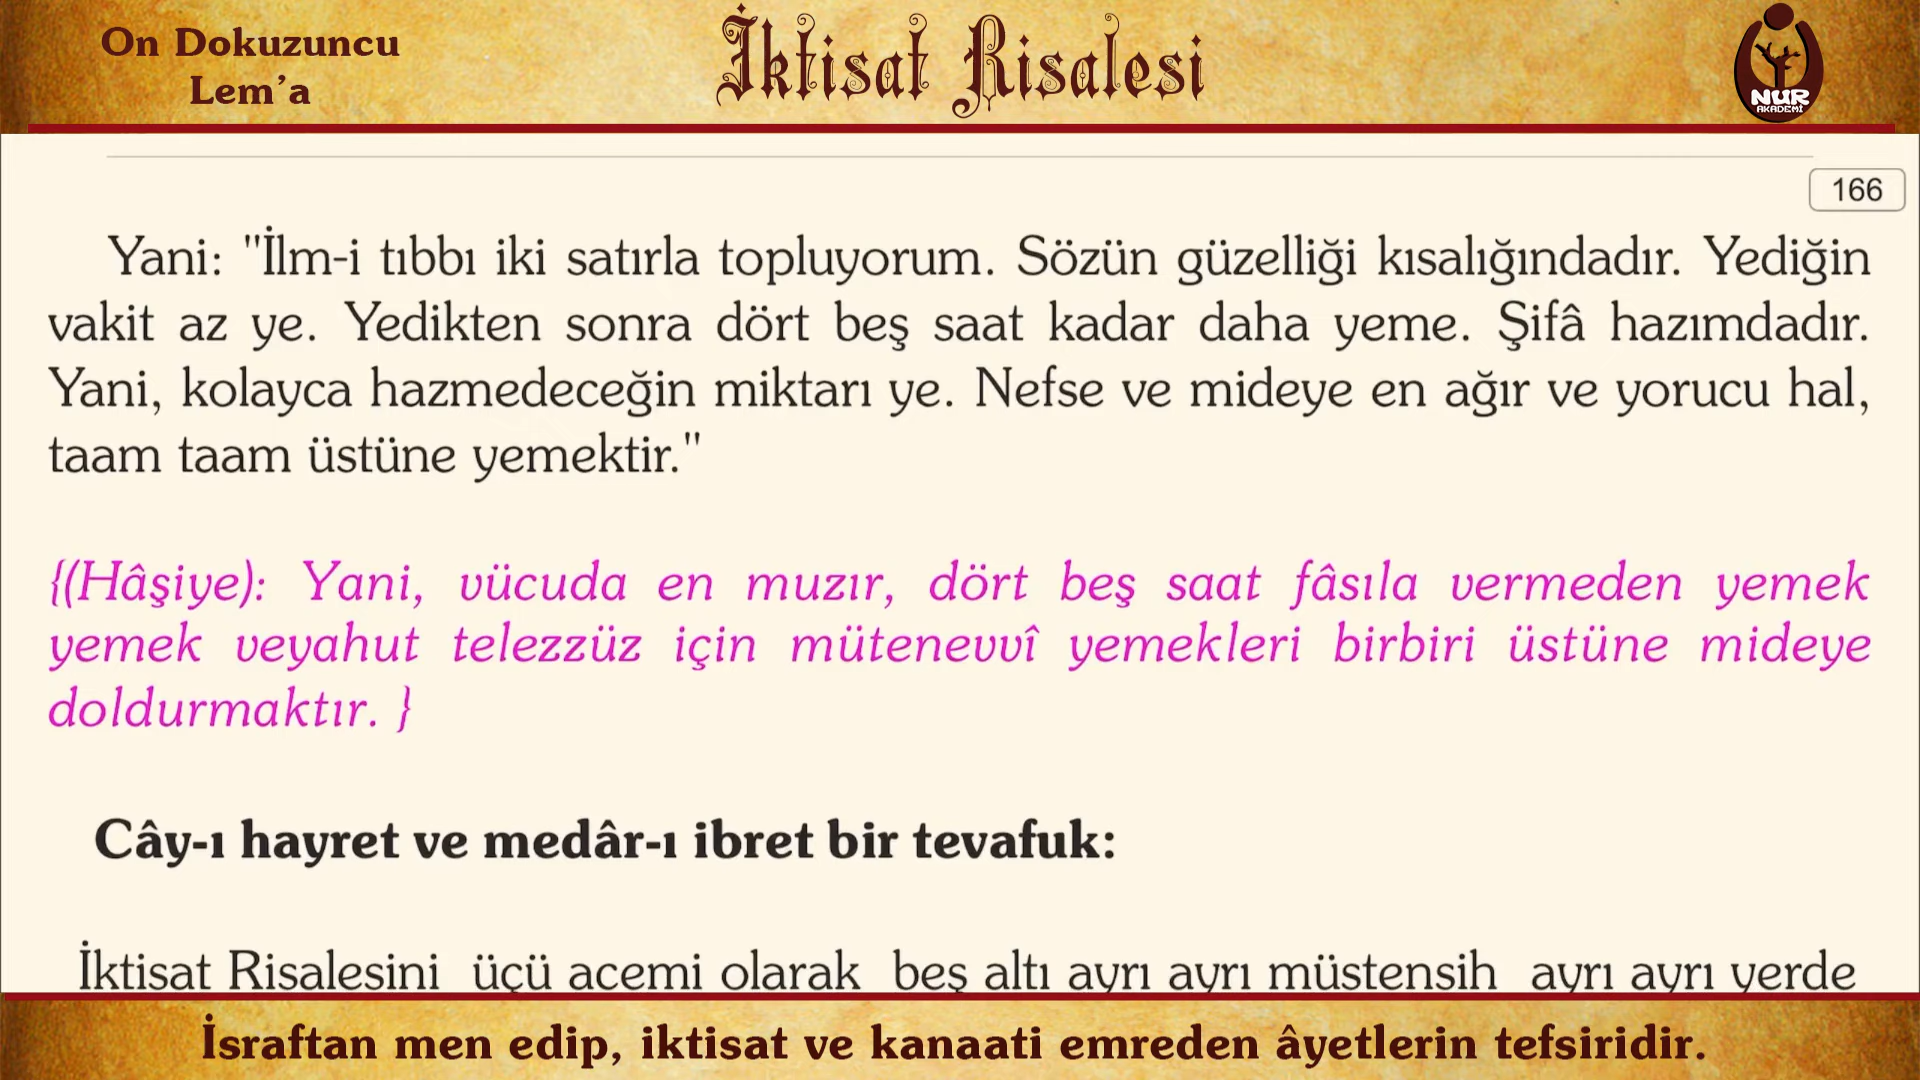 On Dokuzuncu
Lem'a
İktisat Risalesi
NUR
AKADEMİ
166
Yani: "İlm-i tıbbı iki satırla topluyorum. Sözün güzelliği kısalığındadır. Yediğin
vakit az ye. Yedikten sonra dört beş saat kadar daha yeme. Şifâ hazımdadır.
Yani, kolayca hazmedeceğin miktarı ye. Nefse ve mideye en ağır ve yorucu hal,
taam taam üstüne yemektir."
{(Hâşiye): Yani, vücuda en muzır, dört beş saat fâsıla vermeden yemek
yemek veyahut telezzüz için mütenevvî yemekleri birbiri üstüne mideye
doldurmaktır. }
Cây-ı hayret ve medâr-ı ibret bir tevafuk:
İktisat Risalesini üçü acemi olarak beş altı ayrı ayrı müstensih ayrı ayrı yerde
İsraftan men edip, iktisat ve kanaati emreden âyetlerin tefsiridir.